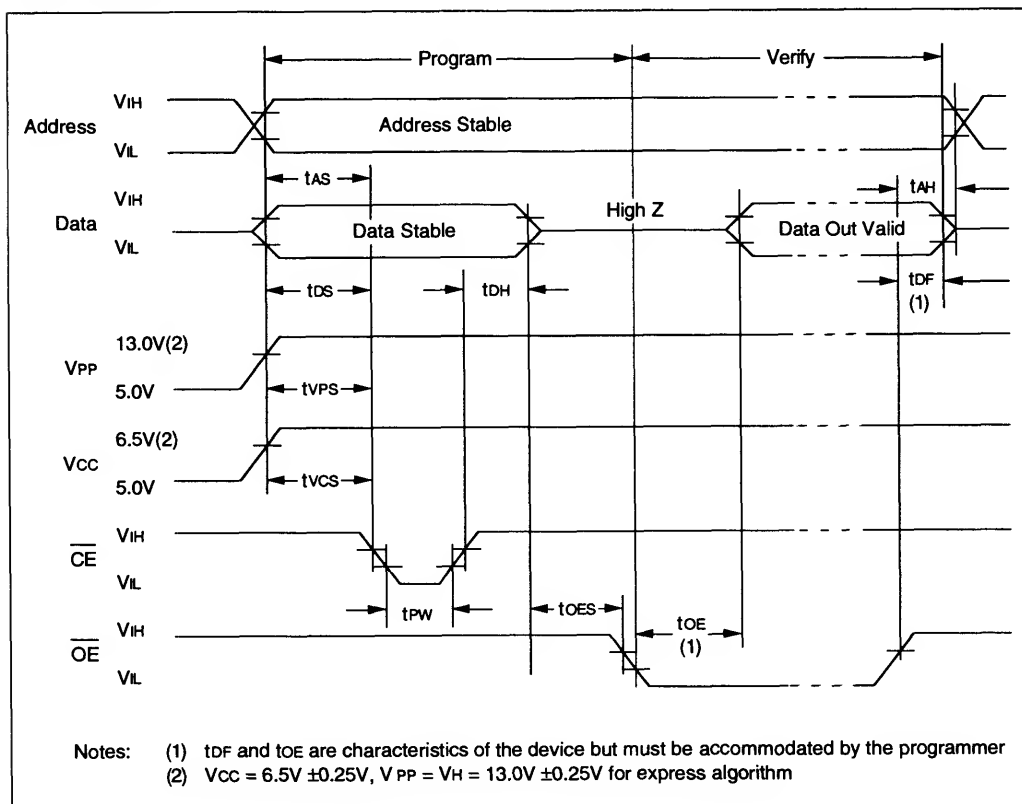 Program
Verify
Address
VIH
VIL
Address Stable
tAS
tAH
Data
VIH
VIL
Data Stable
High Z
Data Out Valid
tDS
tDH
tDF
(1)
VPP
13.0V(2)
5.0V
tVPS
VCC
6.5V(2)
5.0V
tVCS
CE
VIH
VIL
tPW
tOES
tOE
(1)
OE
VIH
VIL
Notes: (1) tDF and tOE are characteristics of the device but must be accommodated by the programmer
(2) VCC = 6.5V ±0.25V, V PP = VH = 13.0V ±0.25V for express algorithm